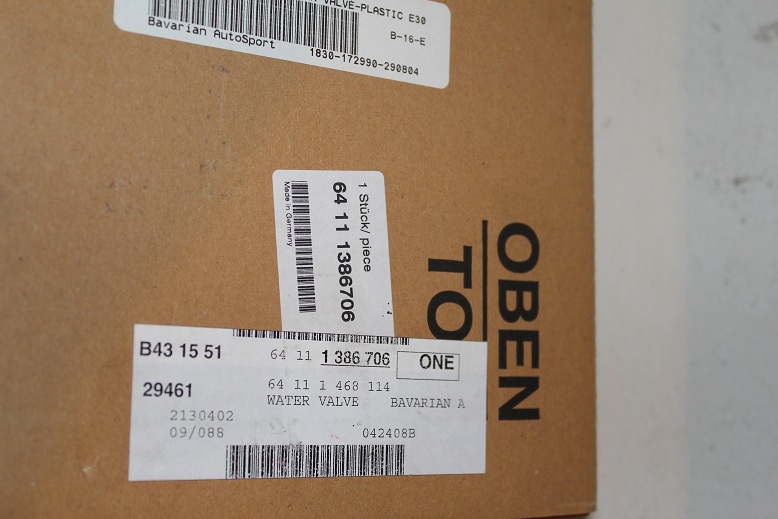 VALVE-PLASTIC E30
B-16-E
Bavarian AutoSport
1830-172990-290804
1 Stück/ piece
64 11 1386706
Made in Germany
OBEN
TO
B43 15 51
64 11 1 386 706
ONE
29461
64 11 1 468 114
WATER VALVE BAVARIAN A
2130402
09/088
042408B